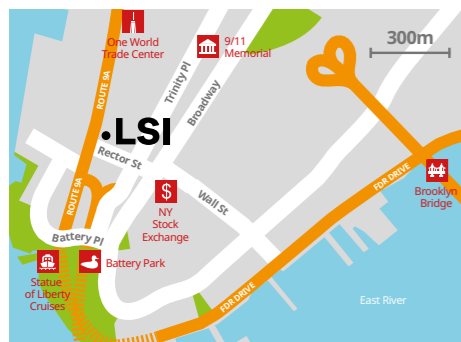 One World
Trade Center
9/11
Memorial
300m
ROUTE 9A
Trinity Pl
Broadway
LSI
Rector St
FDR DRIVE
Brooklyn
Bridge
ROUTE 9A
$
NY
Stock
Exchange
Wall St
Battery Pl
Battery Park
Statue
of Liberty
Cruises
FDR DRIVE
East River